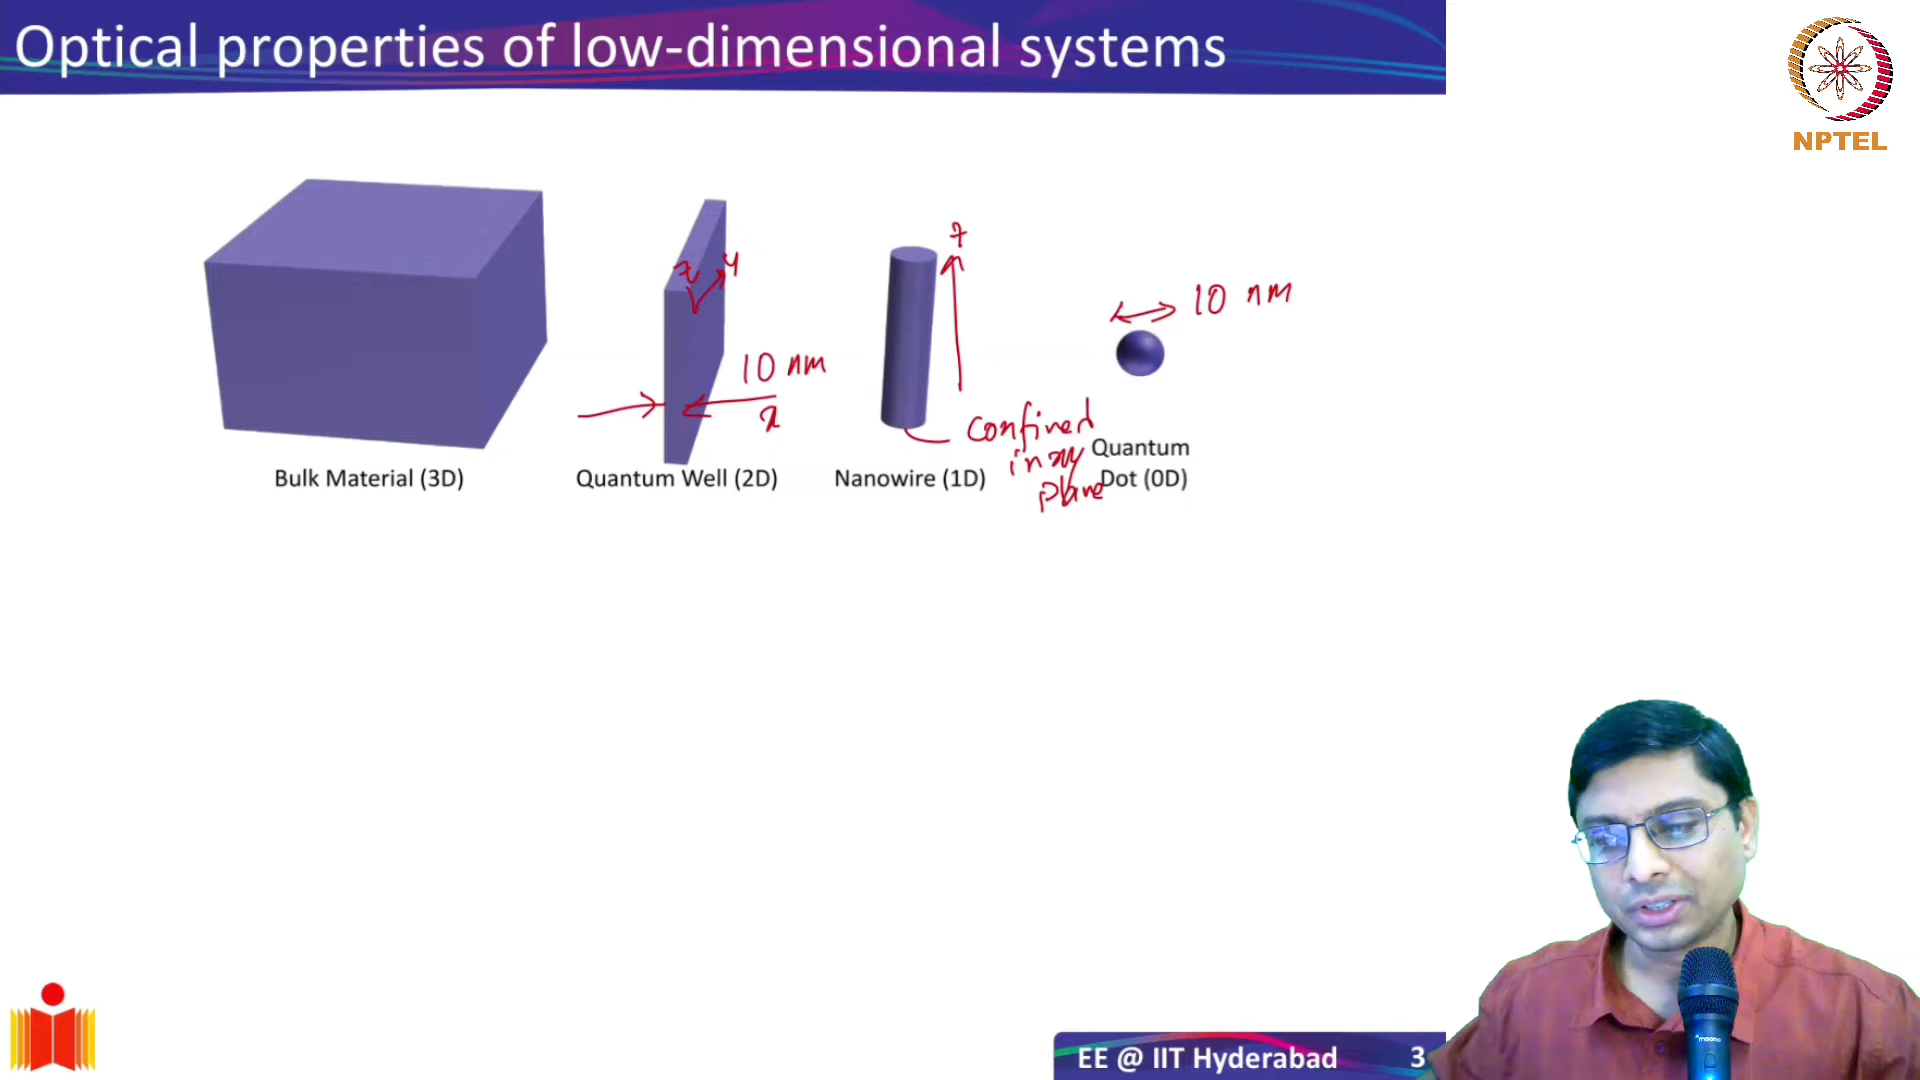 Optical properties of low-dimensional systems
NPTEL
z
y
10 nm
x
z
10 nm
confined
in xy
plane
Bulk Material (3D)
Quantum Well (2D)
Nanowire (1D)
Quantum
Dot (0D)
EE @ IIT Hyderabad
3